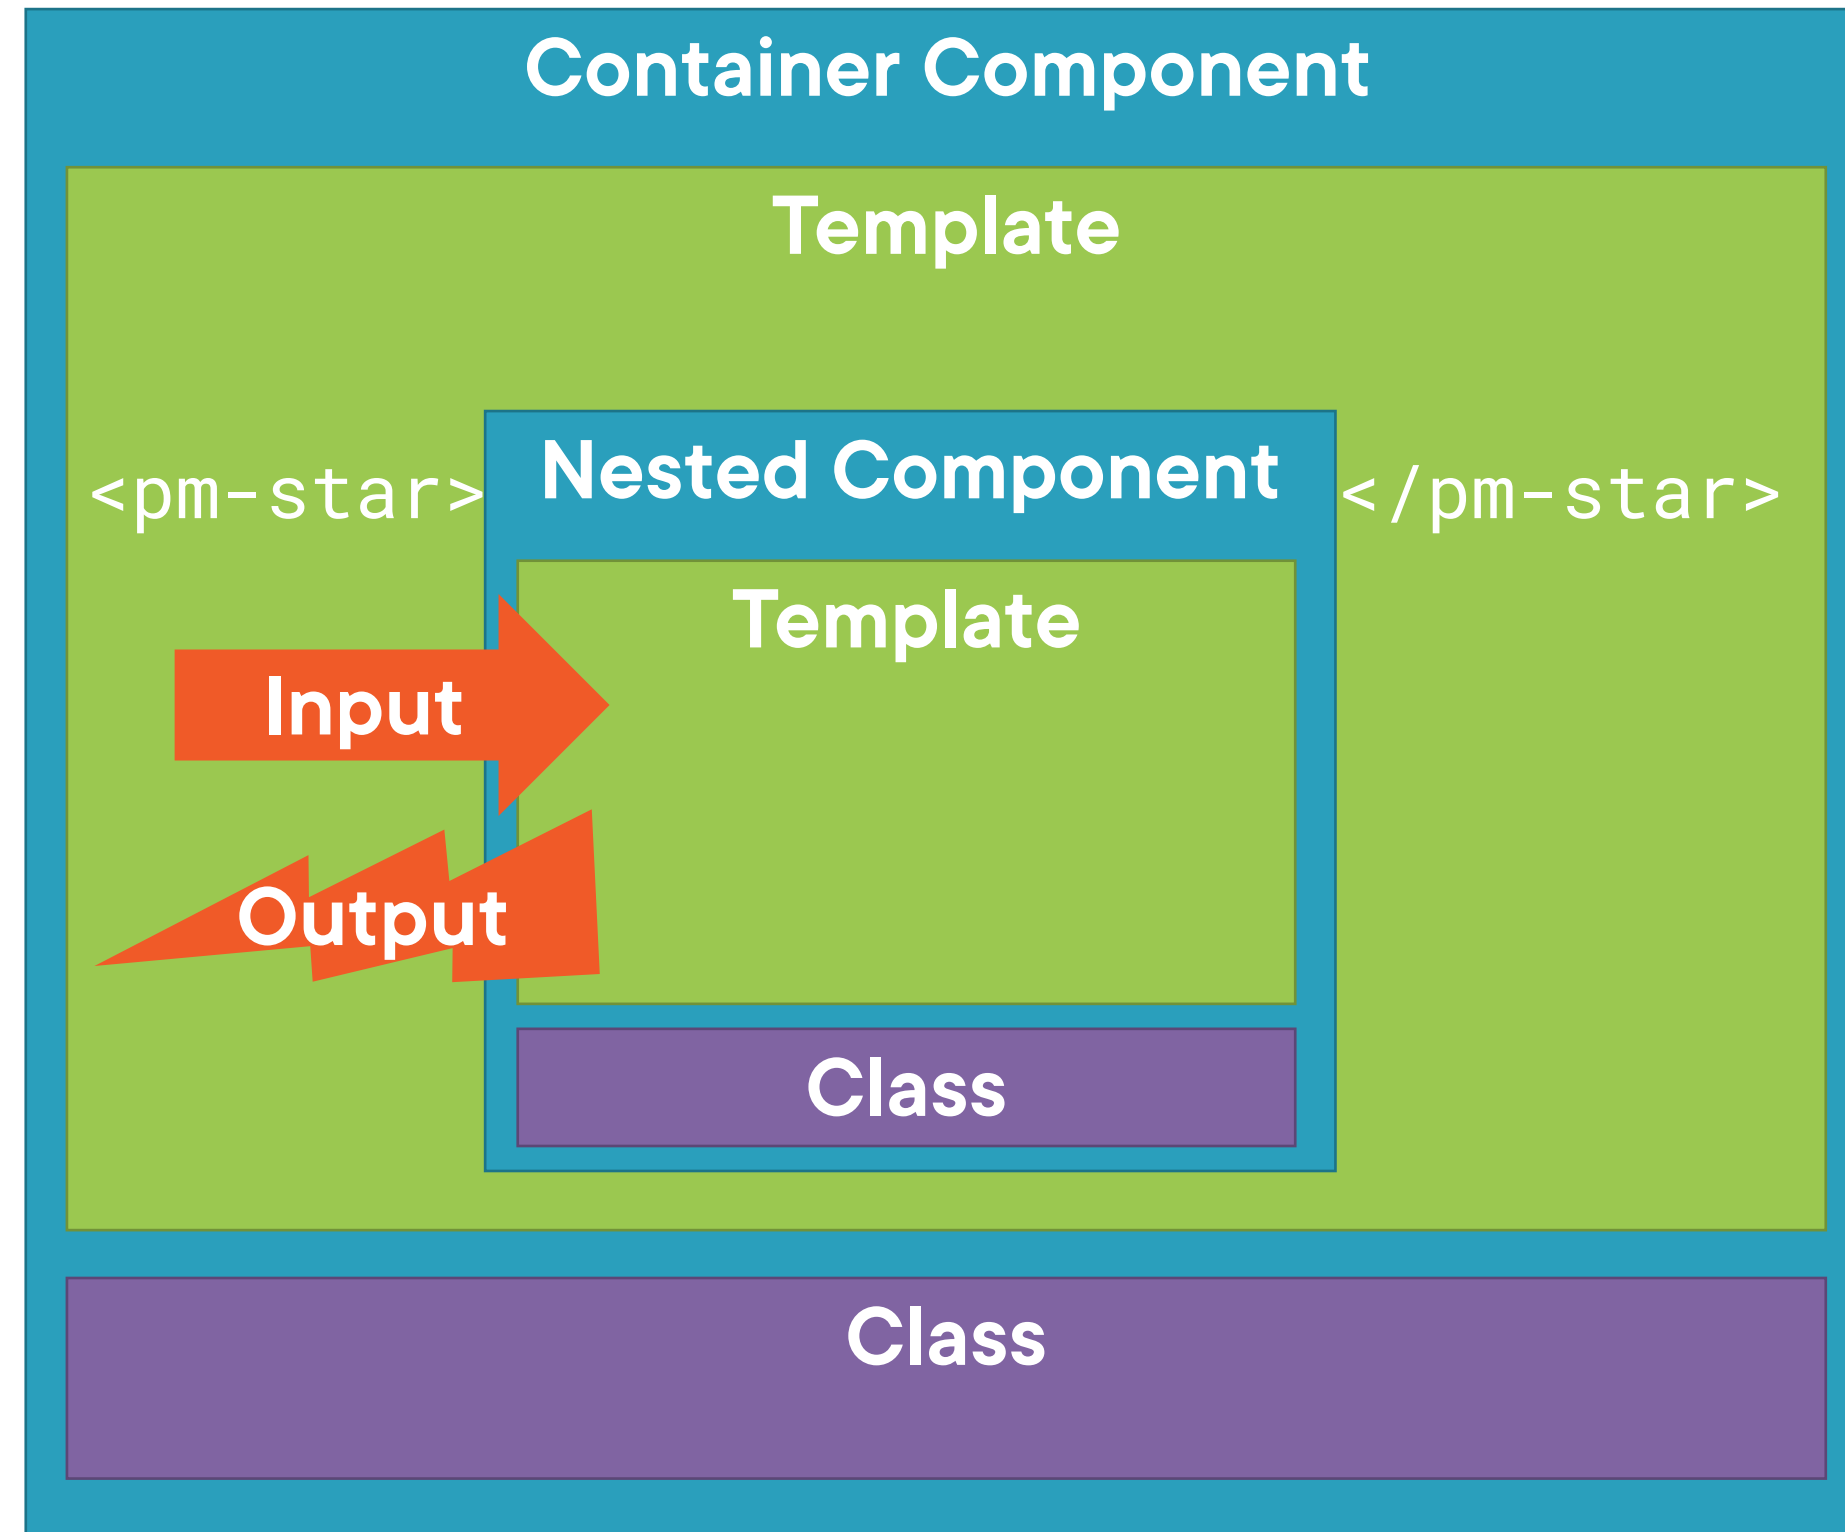 Container Component
Template
<pm-star> Nested Component </pm-star>
Template
Input
Output
Class
Class